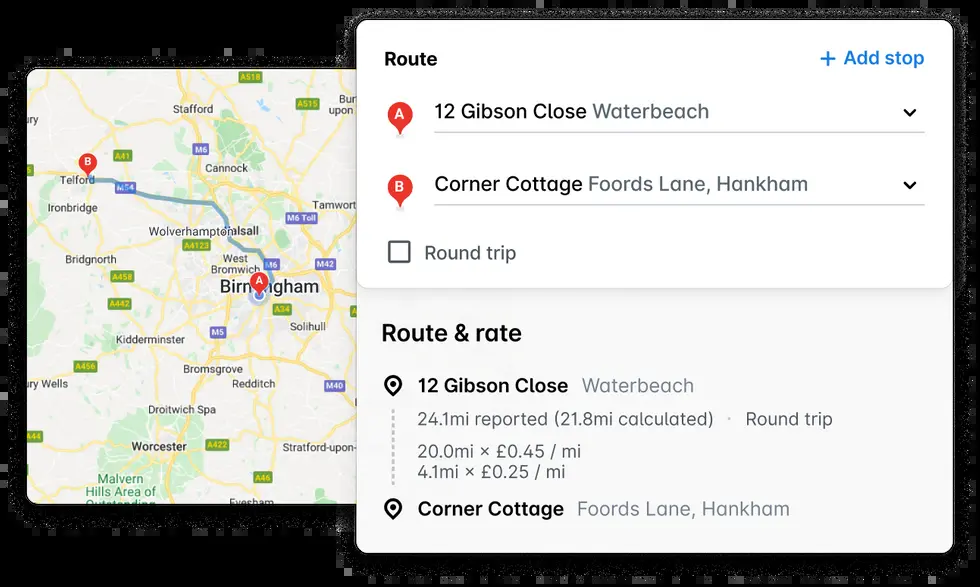 A518
Stafford
A515
Bur
upon
ury
M6
B
A41
Cannock
Telford
M54
Ironbridge
Tamwort
M6 Toll
Wolverhampton
alsall
A4123
Bridgnorth
West
Bromwich
M6
M42
A458
A
Birmingham
A442
A34
Solihull
M5
Kidderminster
A456
Bromsgrove
ury Wells
Redditch
M40
Droitwich Spa
A44
Worcester
A422
Stratford-upon-
Malvern
Hills Area of
Outstanding
A46
Evesham
Route
+ Add stop
A
12 Gibson Close Waterbeach
B
Corner Cottage Foords Lane, Hankham
Round trip
Route & rate
12 Gibson Close Waterbeach
24.1mi reported (21.8mi calculated) · Round trip
20.0mi × £0.45 / mi
4.1mi × £0.25 / mi
Corner Cottage Foords Lane, Hankham